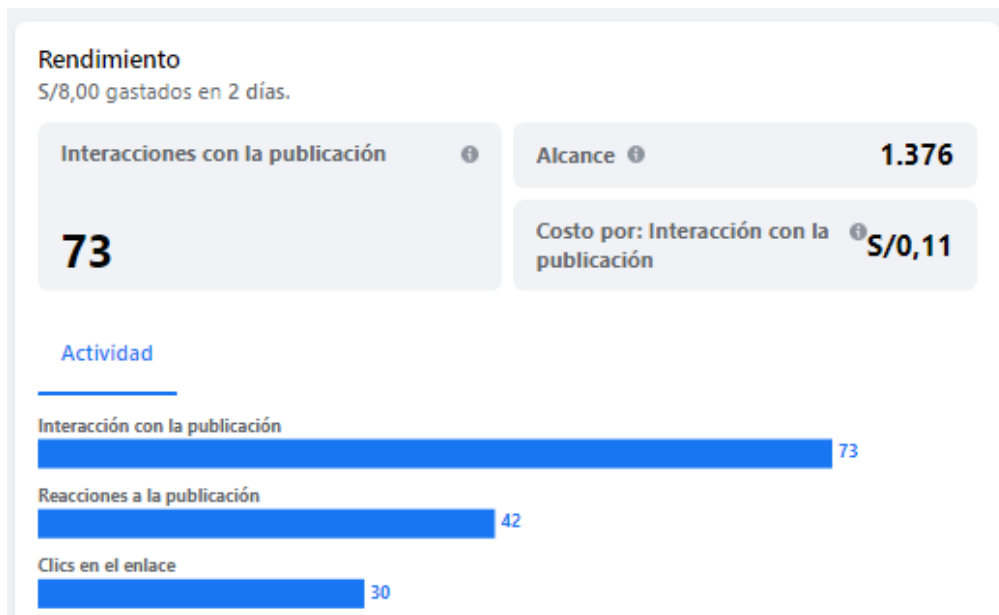 Rendimiento
S/8,00 gastados en 2 días.
Interacciones con la publicación
73
Alcance
1.376
Costo por: Interacción con la
publicación
S/0,11
Actividad
Interacción con la publicación
73
Reacciones a la publicación
42
Clics en el enlace
30